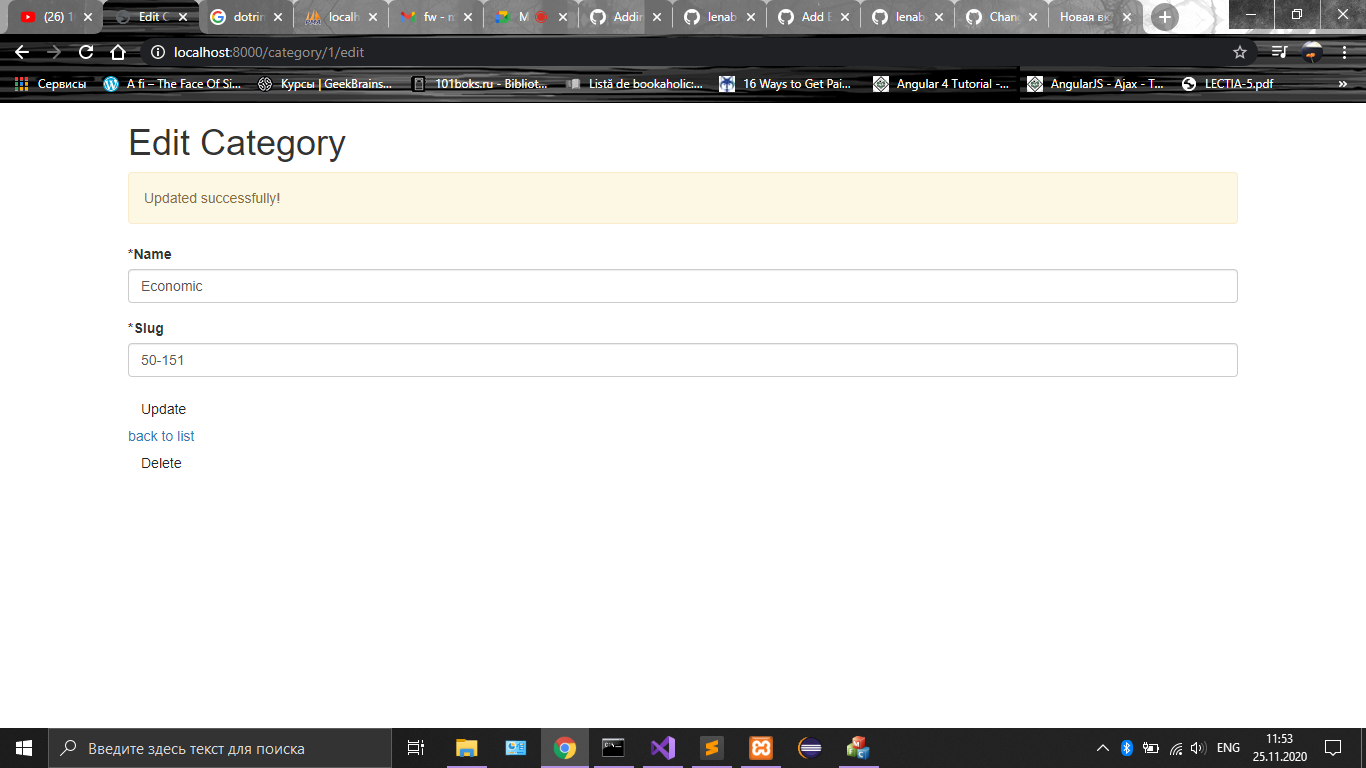 (26) 1
Edit C
dotrin
localh
fw - n
M
Addin
lenab
Add E
lenab
Chan
Новая вк
localhost:8000/category/1/edit
Сервисы
A fi – The Face Of Si...
Курсы | GeekBrains...
101boks.ru - Bibliot...
Listă de bookaholic:...
16 Ways to Get Pai...
Angular 4 Tutorial -...
AngularJS - Ajax - T...
LECTIA-5.pdf
»
Edit Category
Updated successfully!
*Name
Economic
*Slug
50-151
Update
back to list
Delete
Введите здесь текст для поиска
ENG
11:53
25.11.2020